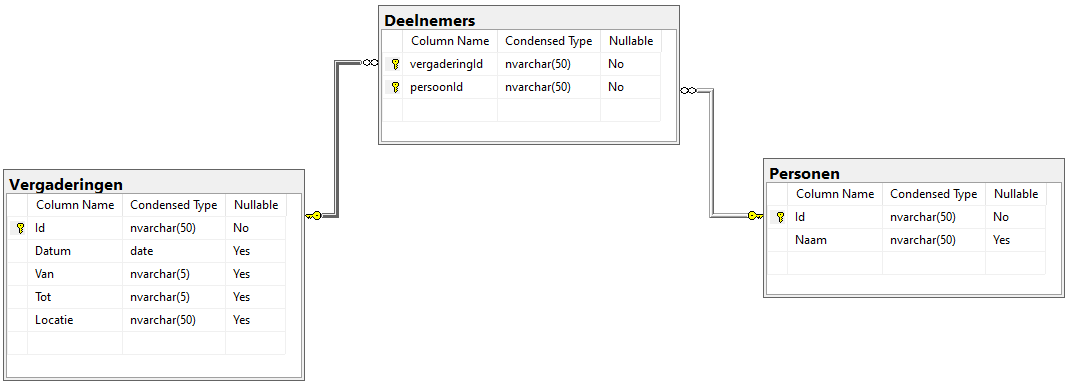 Deelnemers
Column Name Condensed Type Nullable
vergaderingId nvarchar(50) No
persoonId nvarchar(50) No
Vergaderingen
Column Name Condensed Type Nullable
Id nvarchar(50) No
Datum date Yes
Van nvarchar(5) Yes
Tot nvarchar(5) Yes
Locatie nvarchar(50) Yes
Personen
Column Name Condensed Type Nullable
Id nvarchar(50) No
Naam nvarchar(50) Yes